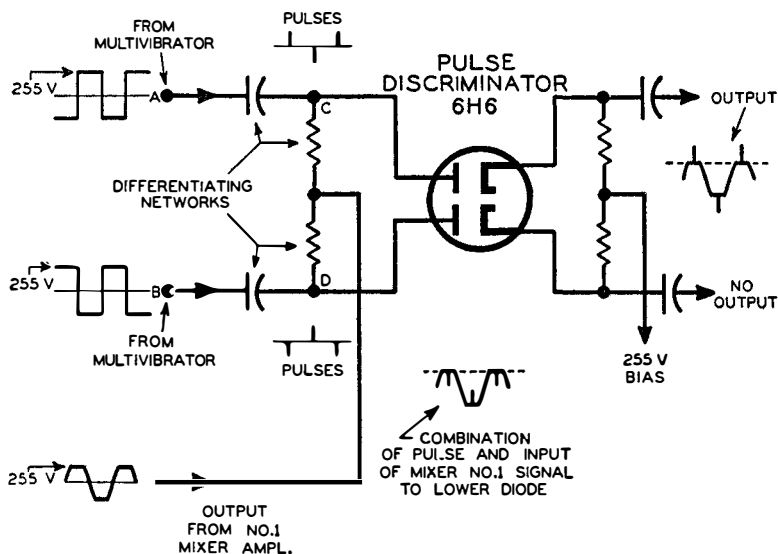 FROM
MULTIVIBRATOR
PULSES
255 V
A
C
PULSE
DISCRIMINATOR
6H6
OUTPUT
DIFFERENTIATING
NETWORKS
255 V
B
D
FROM
MULTIVIBRATOR
PULSES
NO
OUTPUT
255 V
BIAS
COMBINATION
OF PULSE AND INPUT
OF MIXER NO.1 SIGNAL
TO LOWER DIODE
255 V
OUTPUT
FROM NO.1
MIXER AMPL.